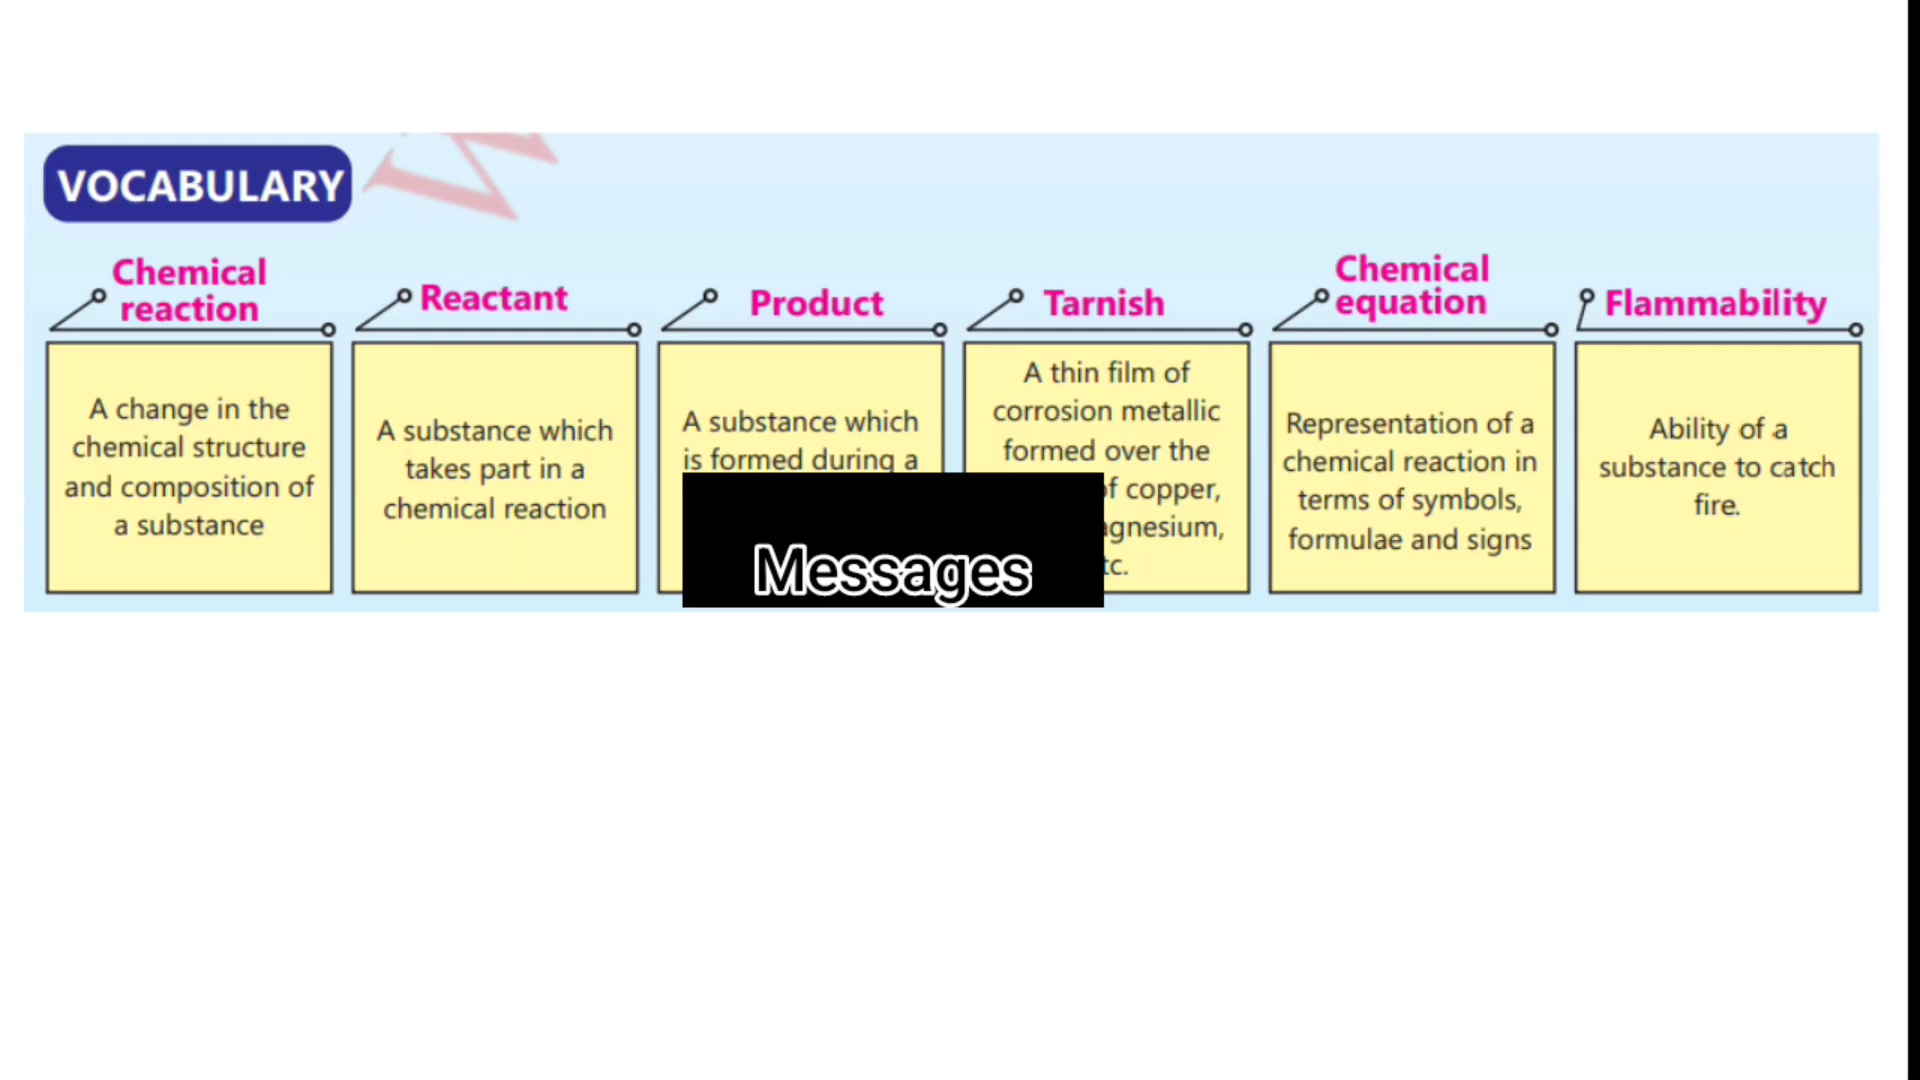 VOCABULARY
Chemical
reaction
A change in the
chemical structure
and composition of
a substance
Reactant
A substance which
takes part in a
chemical reaction
Product
A substance which
is formed during a
Tarnish
A thin film of
corrosion metallic
formed over the
copper,
etc.
Chemical
equation
Representation of a
chemical reaction in
terms of symbols,
formulae and signs
Flammability
Ability of a
substance to catch
fire.
Messages